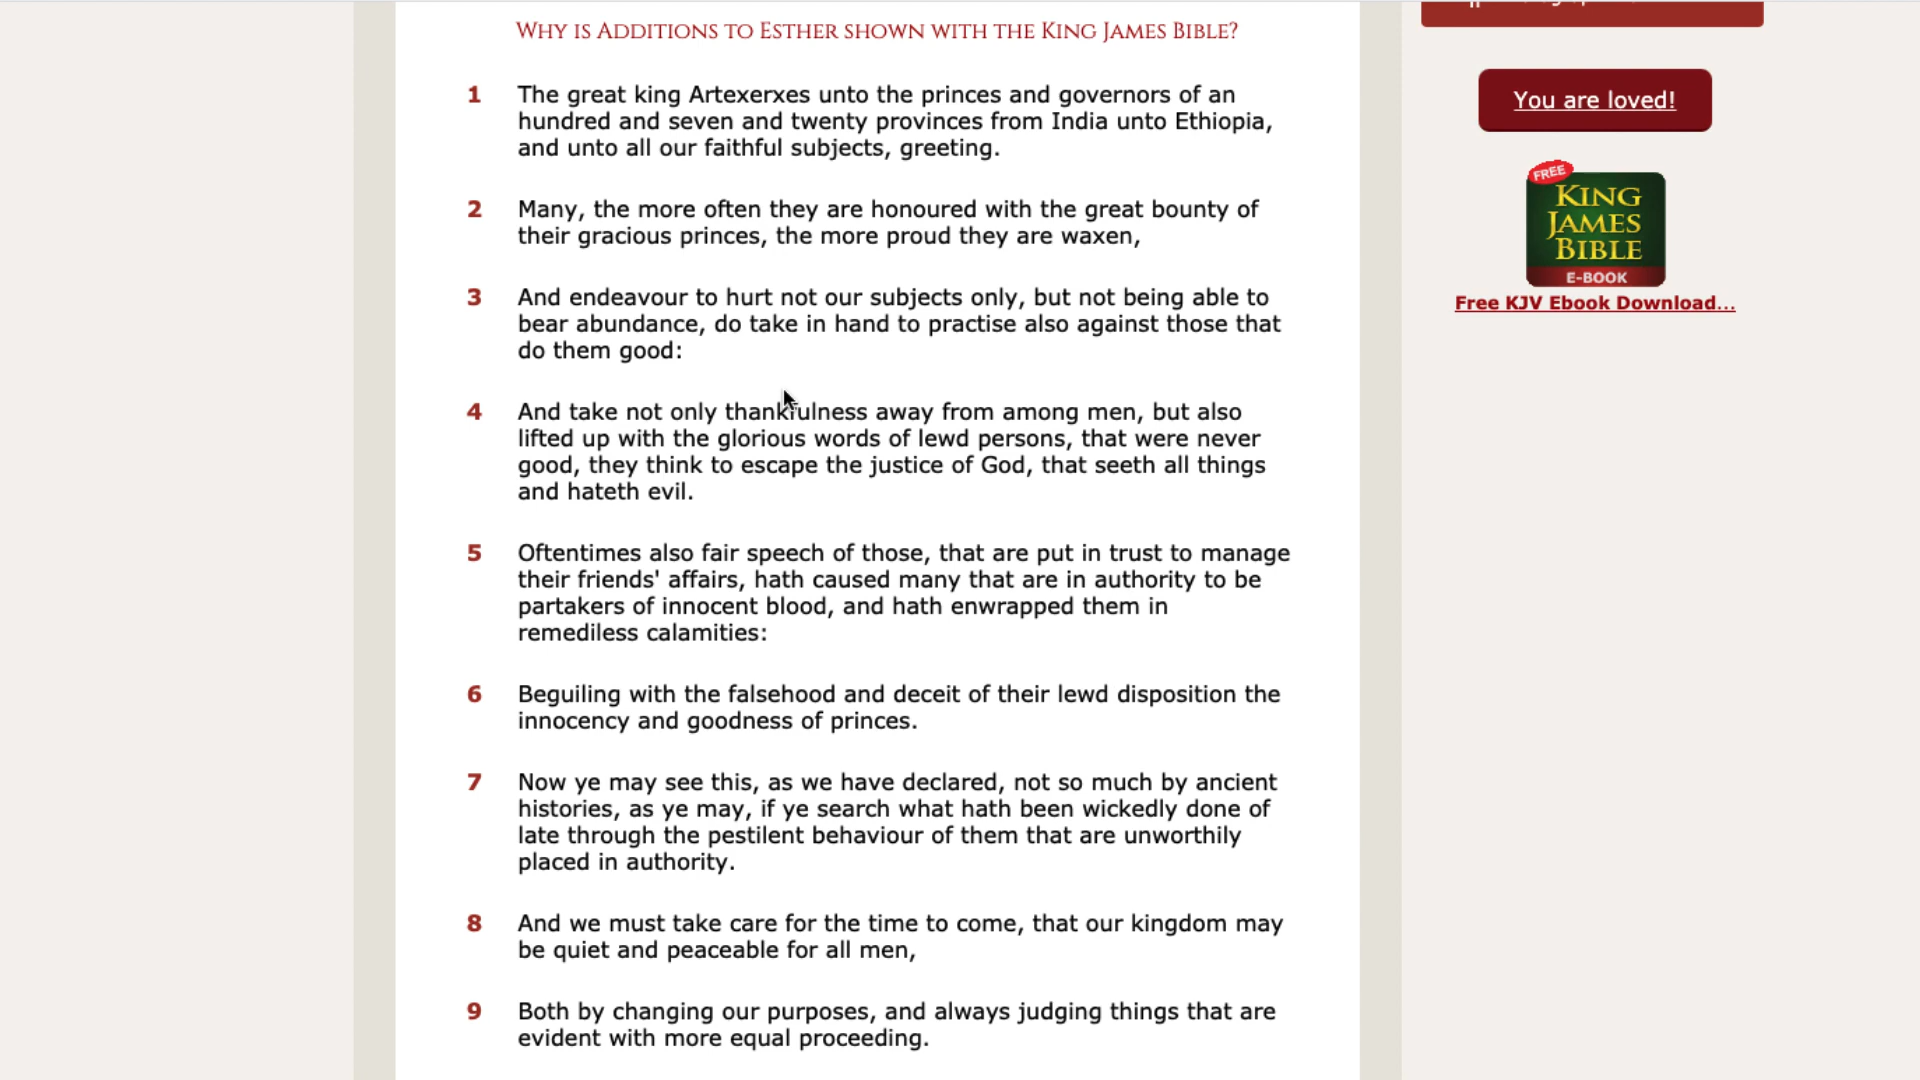 Why is Additions to Esther shown with the King James Bible?
1 The great king Artexerxes unto the princes and governors of an
hundred and seven and twenty provinces from India unto Ethiopia,
and unto all our faithful subjects, greeting.
2 Many, the more often they are honoured with the great bounty of
their gracious princes, the more proud they are waxen,
3 And endeavour to hurt not our subjects only, but not being able to
bear abundance, do take in hand to practise also against those that
do them good:
4 And take not only thankfulness away from among men, but also
lifted up with the glorious words of lewd persons, that were never
good, they think to escape the justice of God, that seeth all things
and hateth evil.
5 Oftentimes also fair speech of those, that are put in trust to manage
their friends' affairs, hath caused many that are in authority to be
partakers of innocent blood, and hath enwrapped them in
remediless calamities:
6 Beguiling with the falsehood and deceit of their lewd disposition the
innocency and goodness of princes.
7 Now ye may see this, as we have declared, not so much by ancient
histories, as ye may, if ye search what hath been wickedly done of
late through the pestilent behaviour of them that are unworthily
placed in authority.
8 And we must take care for the time to come, that our kingdom may
be quiet and peaceable for all men,
9 Both by changing our purposes, and always judging things that are
evident with more equal proceeding.
You are loved!
FREE
KING
JAMES
BIBLE
E-BOOK
Free KJV Ebook Download...